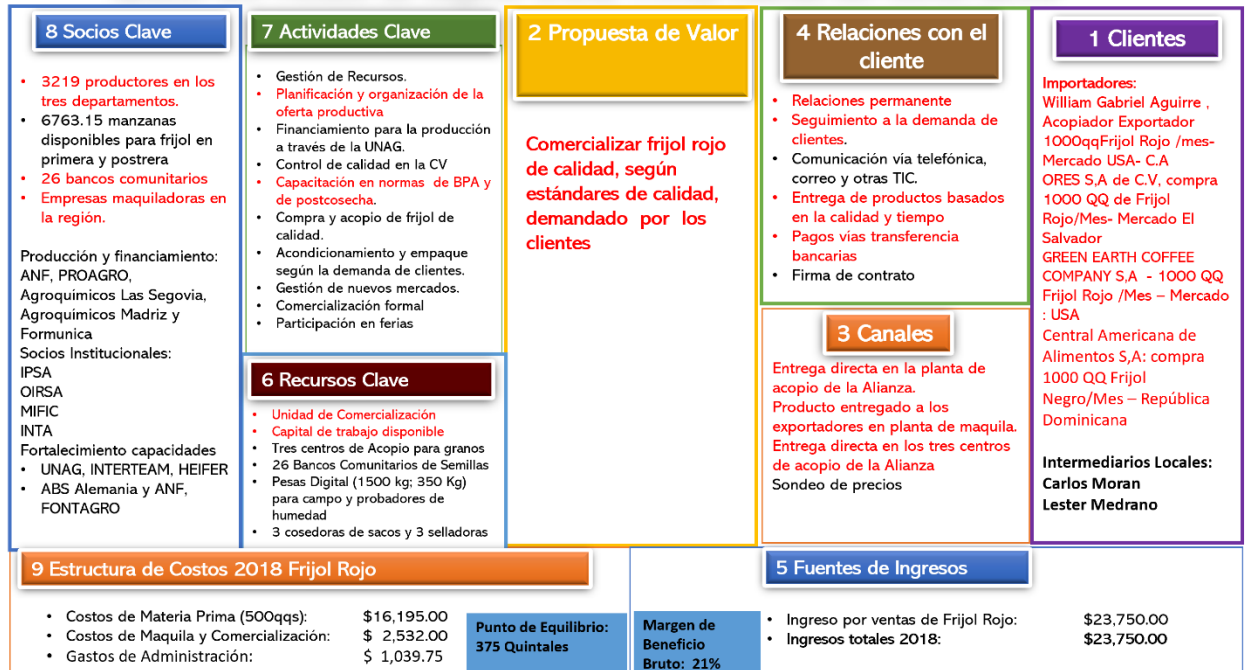 8 Socios Clave
• 3219 productores en los
tres departamentos.
• 6763.15 manzanas
disponibles para frijol en
primera y postrera
• 26 bancos comunitarios
• Empresas maquiladoras en
la región.
Producción y financiamiento:
ANF, PROAGRO,
Agroquímicos Las Segovia,
Agroquímicos Madriz y
Formunica
Socios Institucionales:
IPSA
OIRSA
MIFIC
INTA
Fortalecimiento capacidades
• UNAG, INTERTEAM, HEIFER
• ABS Alemania y ANF,
FONTAGRO
7 Actividades Clave
• Gestión de Recursos.
• Planificación y organización de la
oferta productiva
• Financiamiento para la producción
a través de la UNAG.
• Control de calidad en la CV
• Capacitación en normas de BPA y
de postcosecha.
• Compra y acopio de frijol de
calidad.
• Acondicionamiento y empaque
según la demanda de clientes.
• Gestión de nuevos mercados.
• Comercialización formal
• Participación en ferias
6 Recursos Clave
• Unidad de Comercialización
• Capital de trabajo disponible
• Tres centros de Acopio para granos
• 26 Bancos Comunitarios de Semillas
• Pesas Digital (1500 kg; 350 Kg)
para campo y probadores de
humedad
• 3 cosedoras de sacos y 3 selladoras
2 Propuesta de Valor
Comercializar frijol rojo
de calidad, según
estándares de calidad,
demandado por los
clientes
4 Relaciones con el
cliente
• Relaciones permanente
• Seguimiento a la demanda de
clientes.
• Comunicación vía telefónica,
correo y otras TIC.
• Entrega de productos basados
en la calidad y tiempo
• Pagos vías transferencia
bancarias
• Firma de contrato
3 Canales
Entrega directa en la planta de
acopio de la Alianza.
Producto entregado a los
exportadores en planta de maquila.
Entrega directa en los tres centros
de acopio de la Alianza
Sondeo de precios
1 Clientes
Importadores:
William Gabriel Aguirre ,
Acopiador Exportador
1000qqFrijol Rojo /mes-
Mercado USA- C.A
ORES S,A de C.V, compra
1000 QQ de Frijol
Rojo/Mes- Mercado El
Salvador
GREEN EARTH COFFEE
COMPANY S,A - 1000 QQ
Frijol Rojo /Mes – Mercado
: USA
Central Americana de
Alimentos S,A: compra
1000 QQ Frijol
Negro/Mes – República
Dominicana
Intermediarios Locales:
Carlos Moran
Lester Medrano
9 Estructura de Costos 2018 Frijol Rojo
• Costos de Materia Prima (500qqs): $16,195.00
• Costos de Maquila y Comercialización: $ 2,532.00
• Gastos de Administración: $ 1,039.75
Punto de Equilibrio:
375 Quintales
5 Fuentes de Ingresos
Margen de
Beneficio
Bruto: 21%
• Ingreso por ventas de Frijol Rojo: $23,750.00
• Ingresos totales 2018: $23,750.00